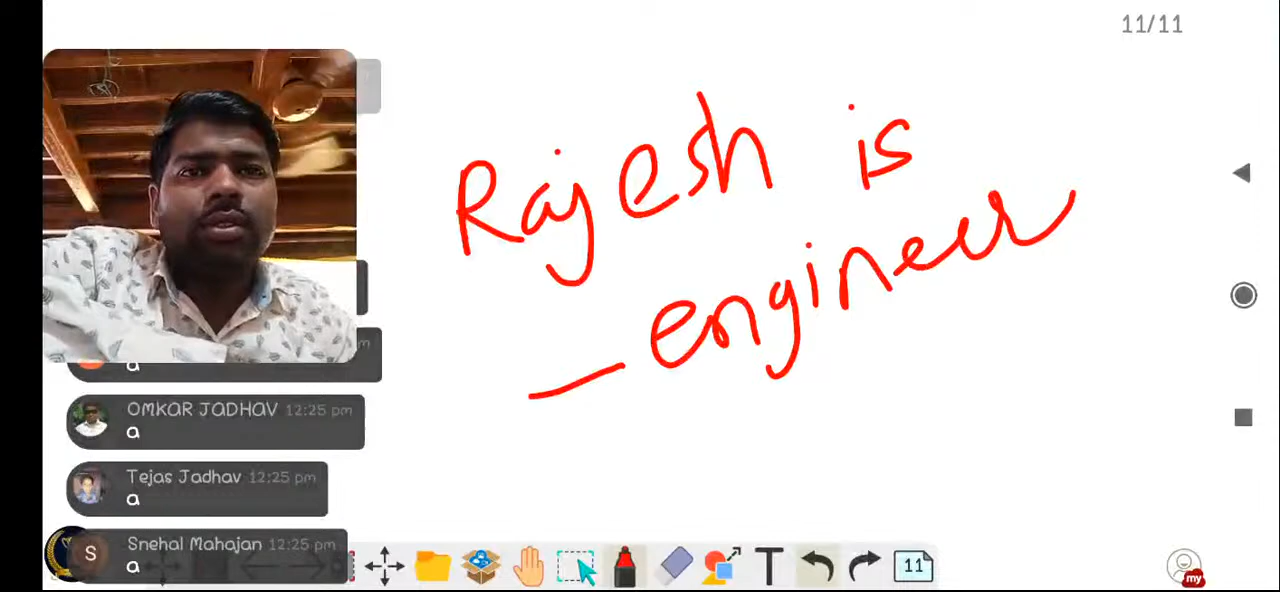 11/11
Rajesh is
_ engineer
a
OMKAR JADHAV 12:25 pm
a
Tejas Jadhav 12:25 pm
a
Snehal Mahajan 12:25 pm
a
S
T
11
my